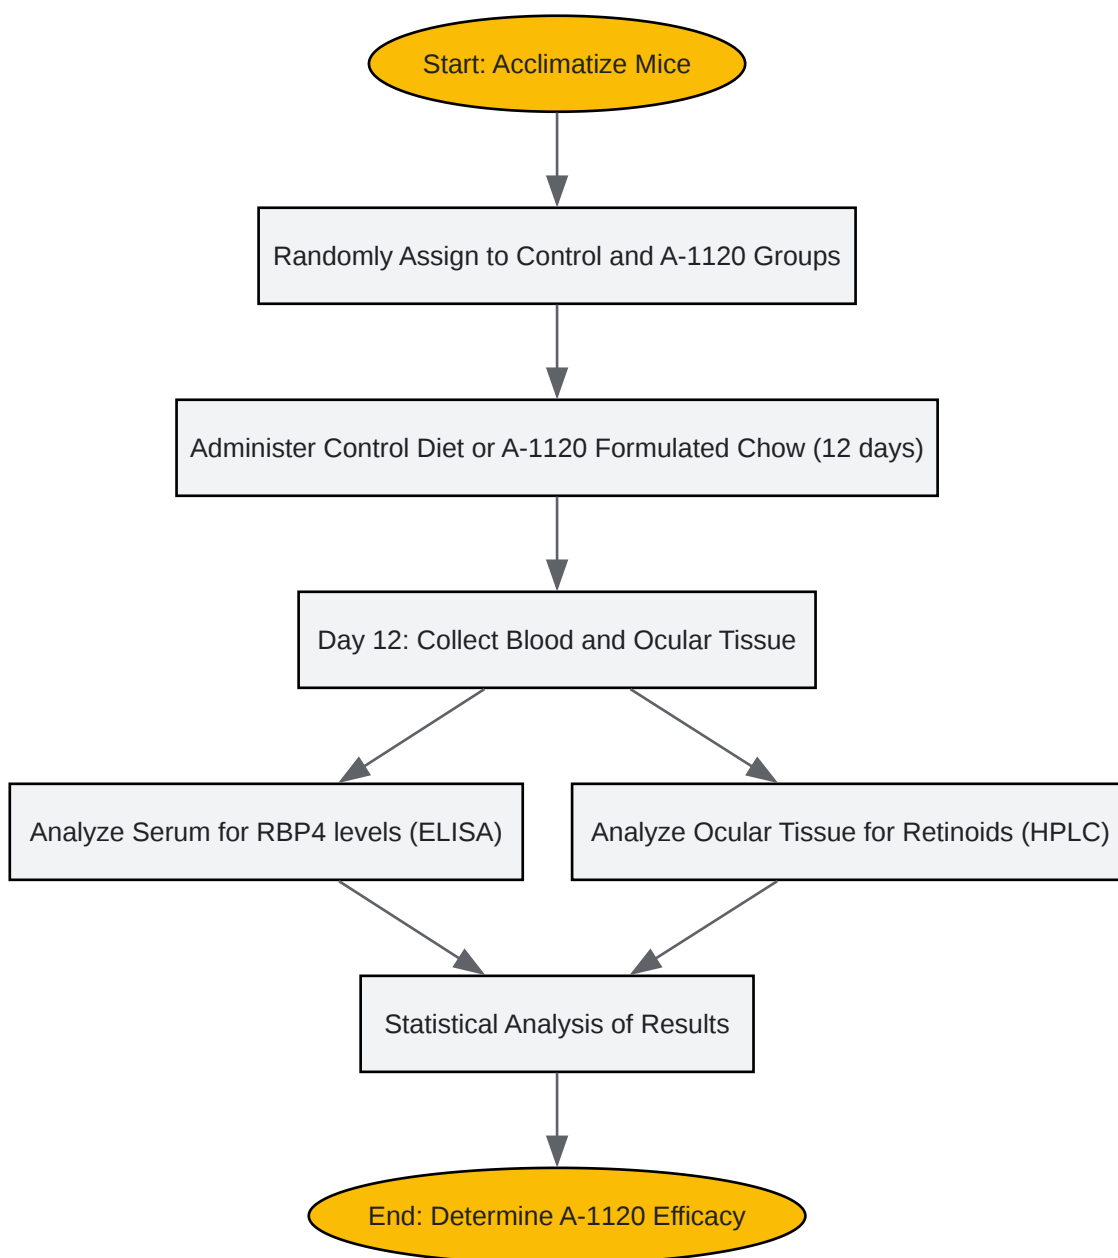 Start: Acclimatize Mice
Randomly Assign to Control and A-1120 Groups
Administer Control Diet or A-1120 Formulated Chow (12 days)
Day 12: Collect Blood and Ocular Tissue
Analyze Serum for RBP4 levels (ELISA)
Analyze Ocular Tissue for Retinoids (HPLC)
Statistical Analysis of Results
End: Determine A-1120 Efficacy